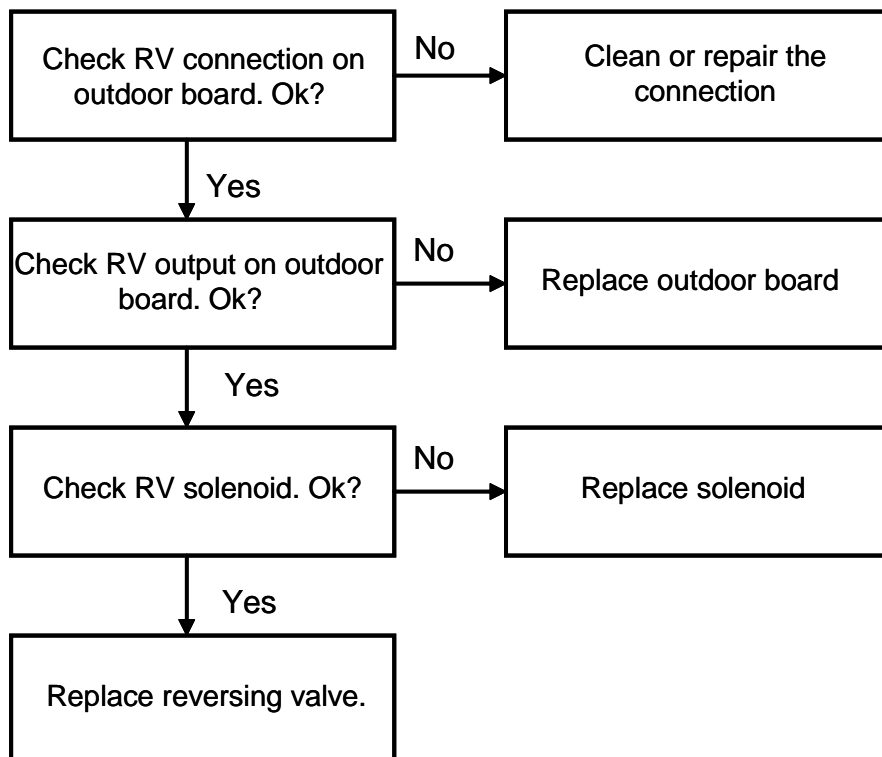 Check RV connection on
outdoor board. Ok?
No
Clean or repair the
connection
Yes
Check RV output on outdoor
board. Ok?
No
Replace outdoor board
Yes
Check RV solenoid. Ok?
No
Replace solenoid
Yes
Replace reversing valve.